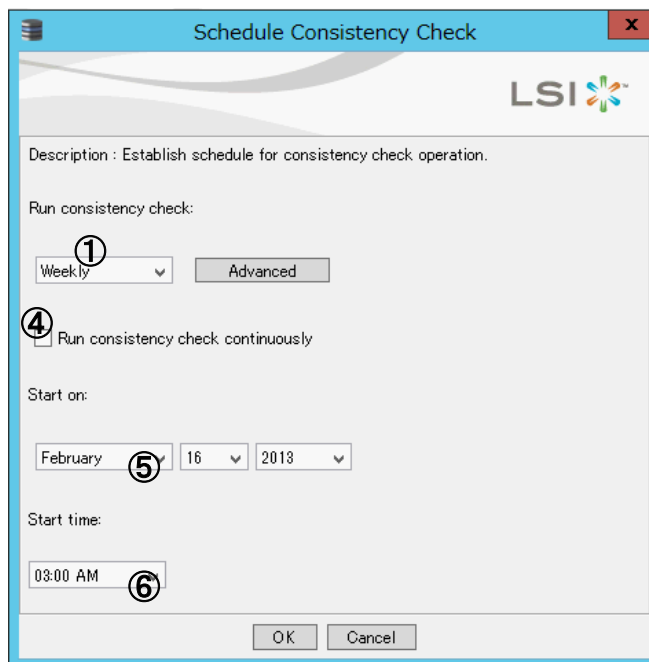 Schedule Consistency Check
x
LSI
Description : Establish schedule for consistency check operation.
Run consistency check:
①
Weekly Advanced
④
Run consistency check continuously
Start on:
February 16 2013
⑤
Start time:
03:00 AM
⑥
OK Cancel